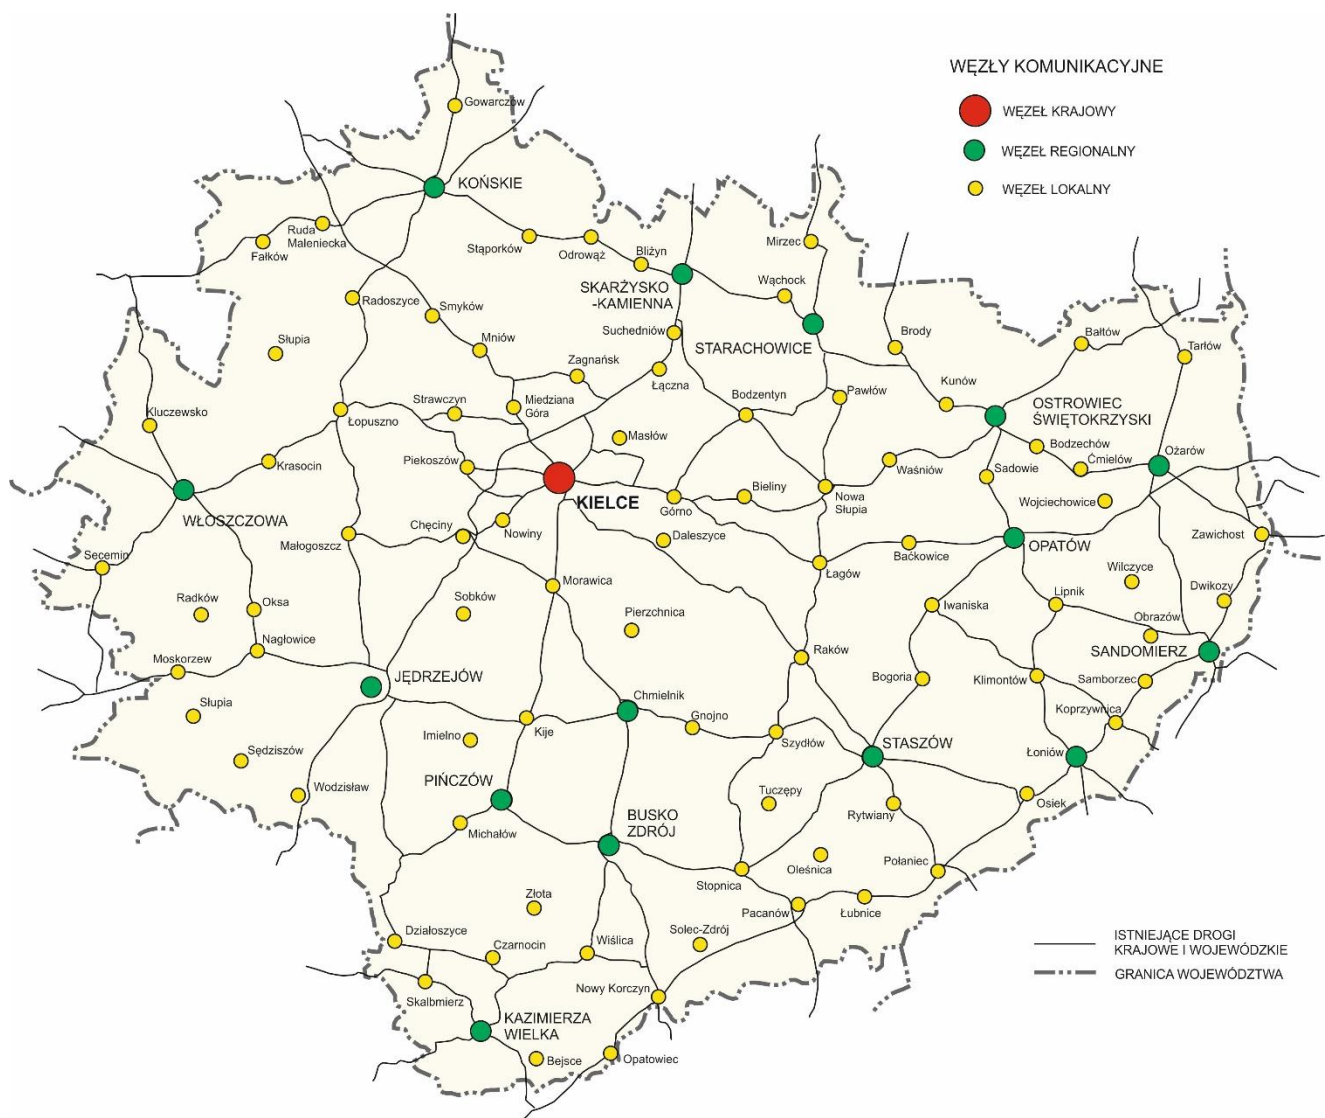 WĘZŁY KOMUNIKACYJNE
WĘZEŁ KRAJOWY
WĘZEŁ REGIONALNY
WĘZEŁ LOKALNY
Gowarczów
KOŃSKIE
Ruda
Maleniecka
Fałków
Stąporków
Odrowąż
Bliżyn
Mirzec
SKARŻYSKO
-KAMIENNA
Wąchock
Radoszyce
Smyków
Suchedniów
STARACHOWICE
Brody
Bałtów
Tarłów
Słupia
Mniów
Zagnańsk
Łączna
Kunów
Kluczewsko
Strawczyn
Miedziana
Góra
Bodzentyn
Pawłów
OSTROWIEC
ŚWIĘTOKRZYSKI
Łopuszno
Masłów
Bodzechów
Ćmielów
Ożarów
Krasocin
Piekoszów
Waśniów
Sadowie
KIELCE
Górno
Bieliny
Nowa
Słupia
Wojciechowice
WŁOSZCZOWA
Małogoszcz
Chęciny
Nowiny
Daleszyce
Baćkowice
OPATÓW
Zawichost
Secemin
Łagów
Wilczyce
Morawica
Radków
Oksa
Sobków
Pierzchnica
Iwaniska
Lipnik
Dwikozy
Obrazów
Nagłowice
Raków
SANDOMIERZ
Moskorzew
JĘDRZEJÓW
Bogoria
Klimontów
Samborzec
Chmielnik
Słupia
Kije
Gnojno
Koprzywnica
Imielno
Szydłów
STASZÓW
Łoniów
Sędziszów
Wodzisław
PIŃCZÓW
Tuczępy
Rytwiany
Osiek
Michałów
BUSKO
ZDRÓJ
Oleśnica
Połaniec
Stopnica
Złota
Pacanów
Łubnice
Działoszyce
Czarnocin
Wiślica
Solec-Zdrój
ISTNIEJĄCE DROGI
KRAJOWE I WOJEWÓDZKIE
GRANICA WOJEWÓDZTWA
Skalbmierz
Nowy Korczyn
KAZIMIERZA
WIELKA
Bejsce
Opatowiec